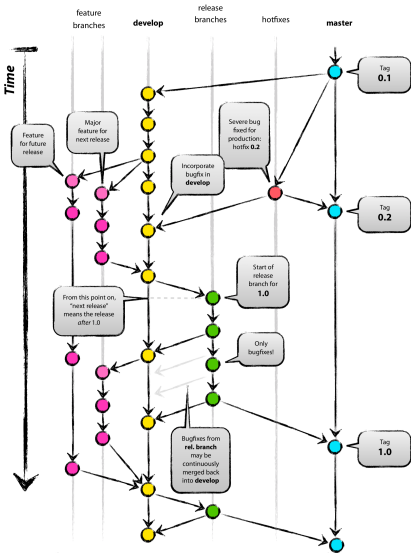 feature
branches
develop
release
branches
hotfixes
master
Time
Tag
0.1
Feature
for future
release
Major
feature for
next release
Severe bug
fixed for
production:
hotfix 0.2
Incorporate
bugfix in
develop
Tag
0.2
Start of
release
branch for
1.0
From this point on,
"next release"
means the release
after 1.0
Only
bugfixes!
Bugfixes from
rel. branch
may be
continuously
merged back
into develop
Tag
1.0